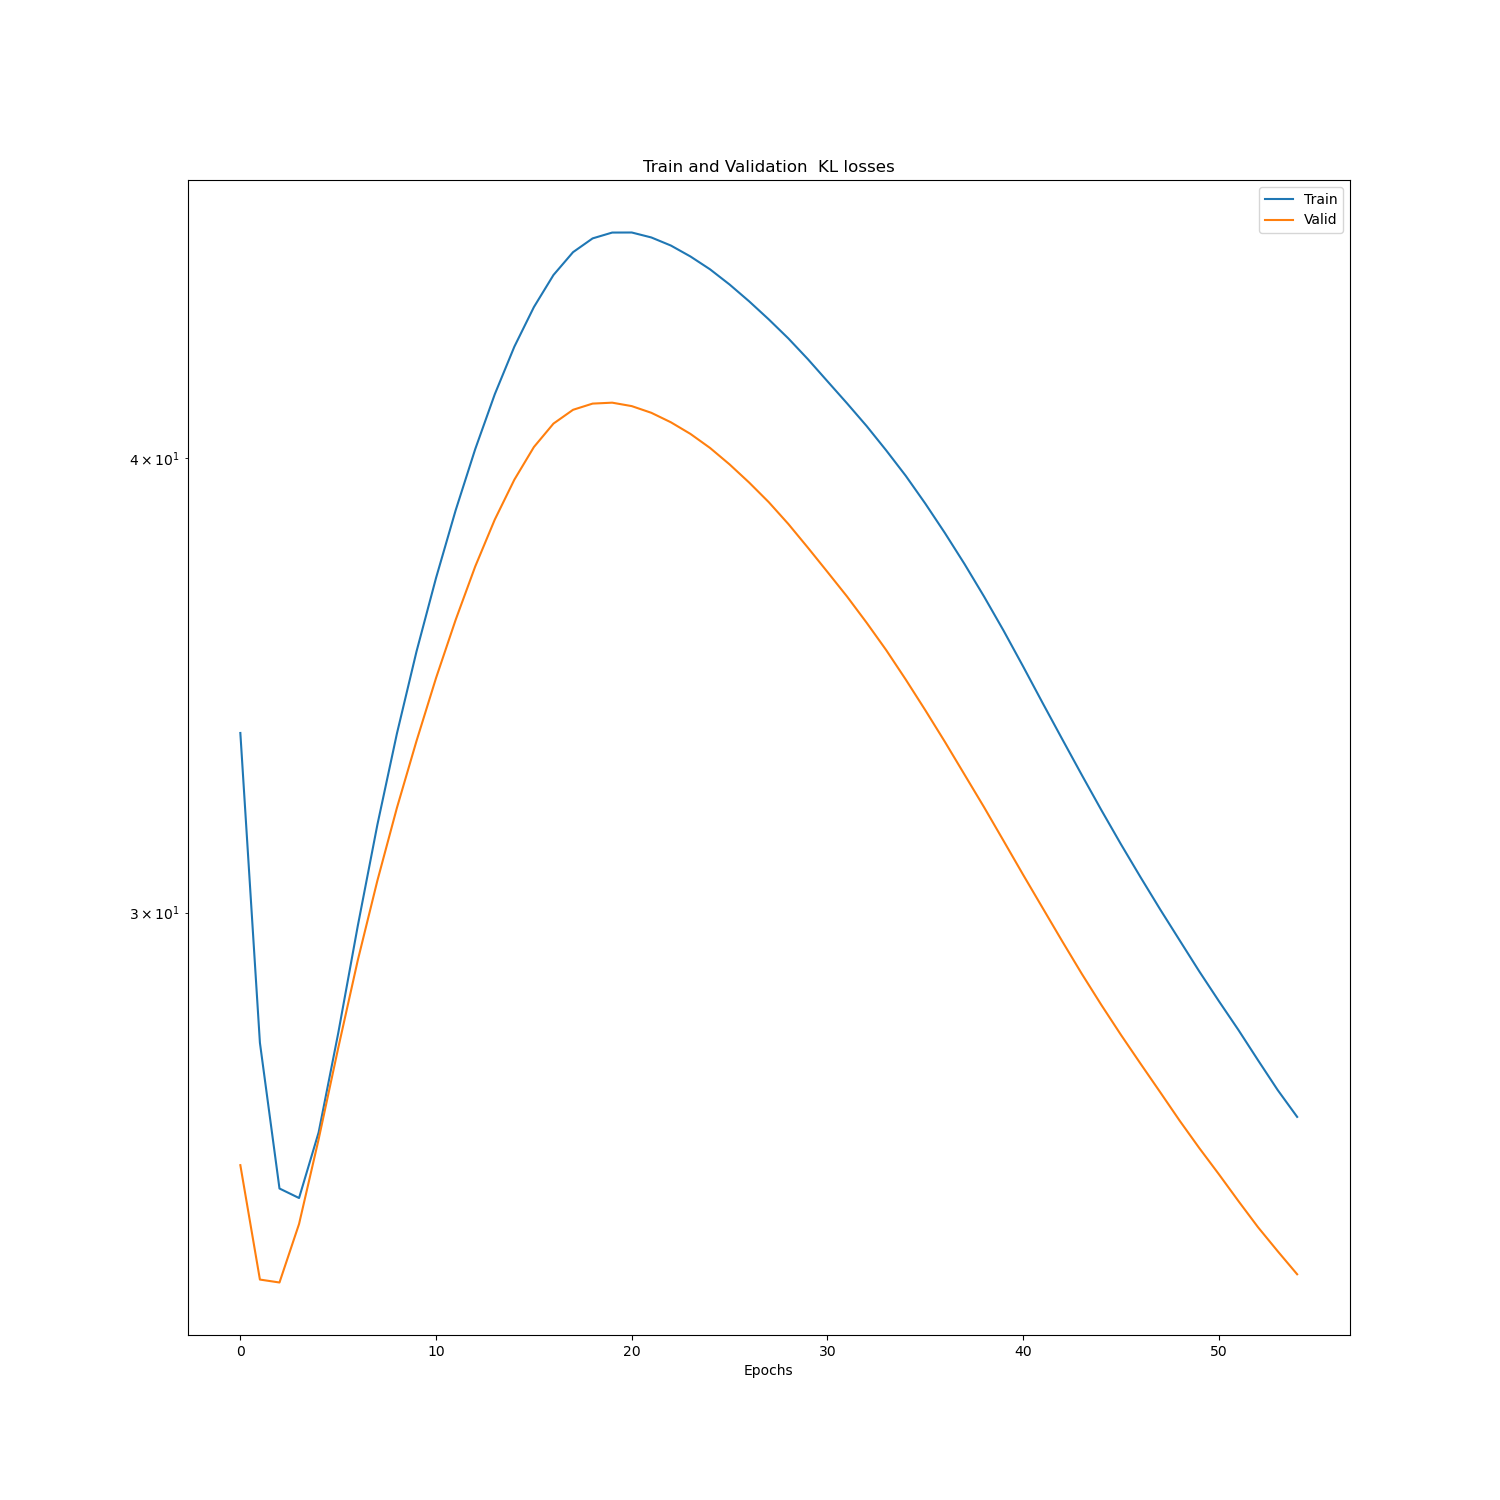 Train and Validation  KL losses
Train
Valid
4 × 10¹
3 × 10¹
0 10 20 30 40 50
Epochs